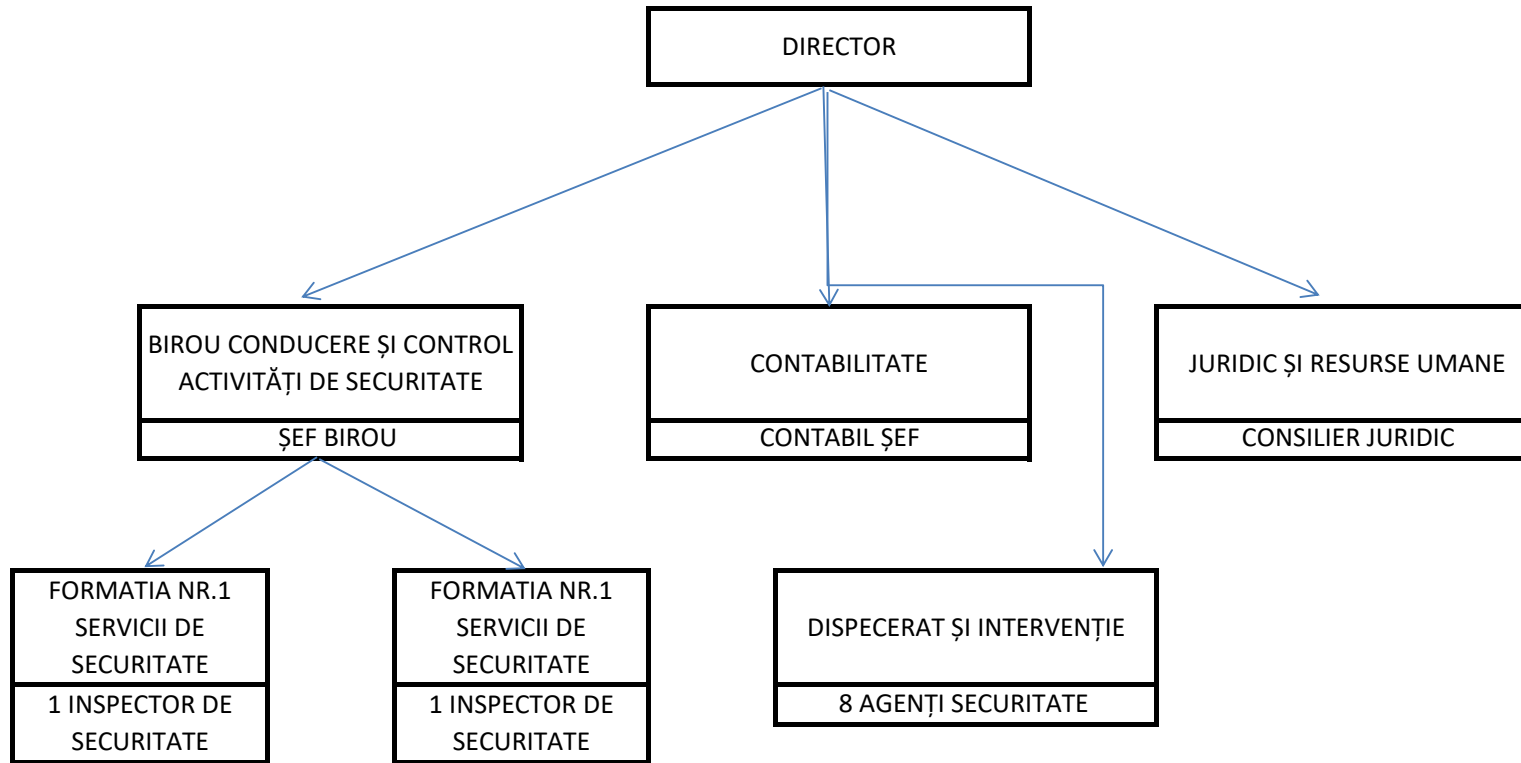 DIRECTOR
BIROU CONDUCERE ȘI CONTROL
ACTIVITĂȚI DE SECURITATE
ȘEF BIROU
CONTABILITATE
CONTABIL ȘEF
JURIDIC ȘI RESURSE UMANE
CONSILIER JURIDIC
FORMATIA NR.1
SERVICII DE
SECURITATE
1 INSPECTOR DE
SECURITATE
FORMATIA NR.1
SERVICII DE
SECURITATE
1 INSPECTOR DE
SECURITATE
DISPECERAT ȘI INTERVENȚIE
8 AGENȚI SECURITATE